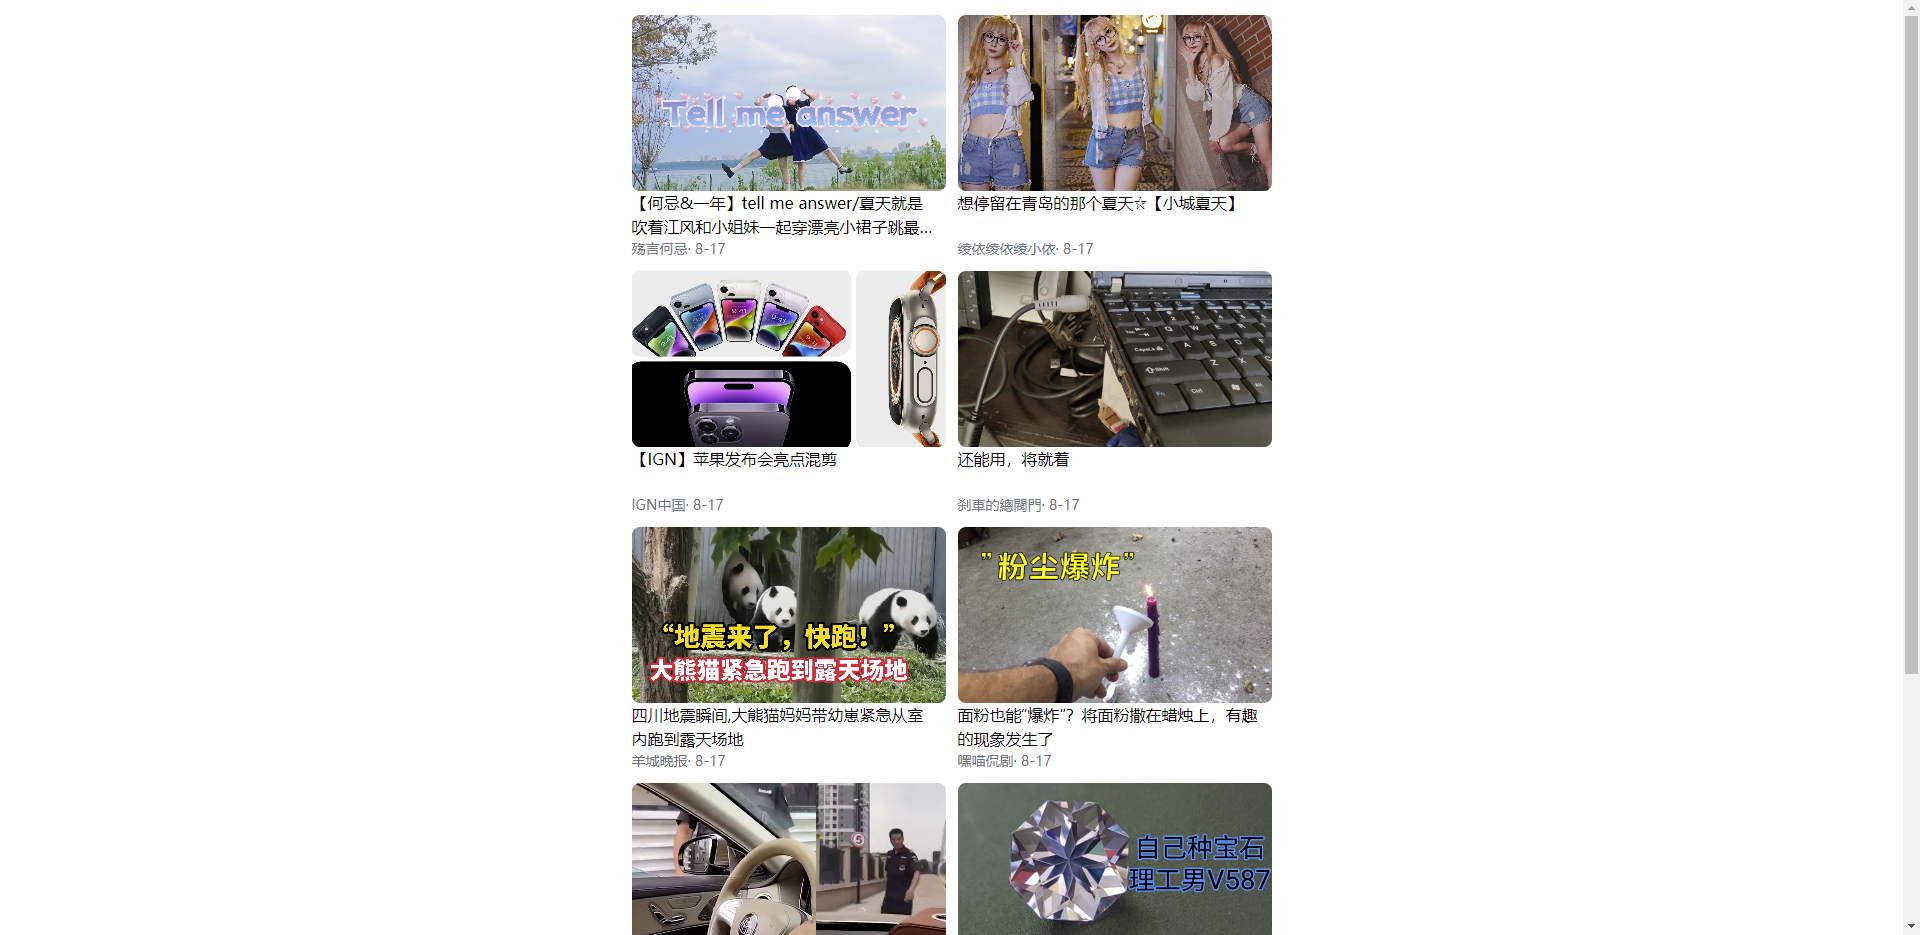 Tell me answer
【何忌&一年】tell me answer/夏天就是
吹着江风和小姐妹一起穿漂亮小裙子跳最...
殇言何忌· 8-17
想停留在青岛的那个夏天☆【小城夏天】
绫依绫依绫小依· 8-17
【IGN】苹果发布会亮点混剪
IGN中国· 8-17
还能用，将就着
刹車的總閥門· 8-17
“地震来了，快跑！”
大熊猫紧急跑到露天场地
四川地震瞬间,大熊猫妈妈带幼崽紧急从室
内跑到露天场地
羊城晚报· 8-17
”粉尘爆炸”
面粉也能“爆炸”？将面粉撒在蜡烛上，有趣
的现象发生了
嘿喵侃剧· 8-17
5
自己种宝石
理工男V587